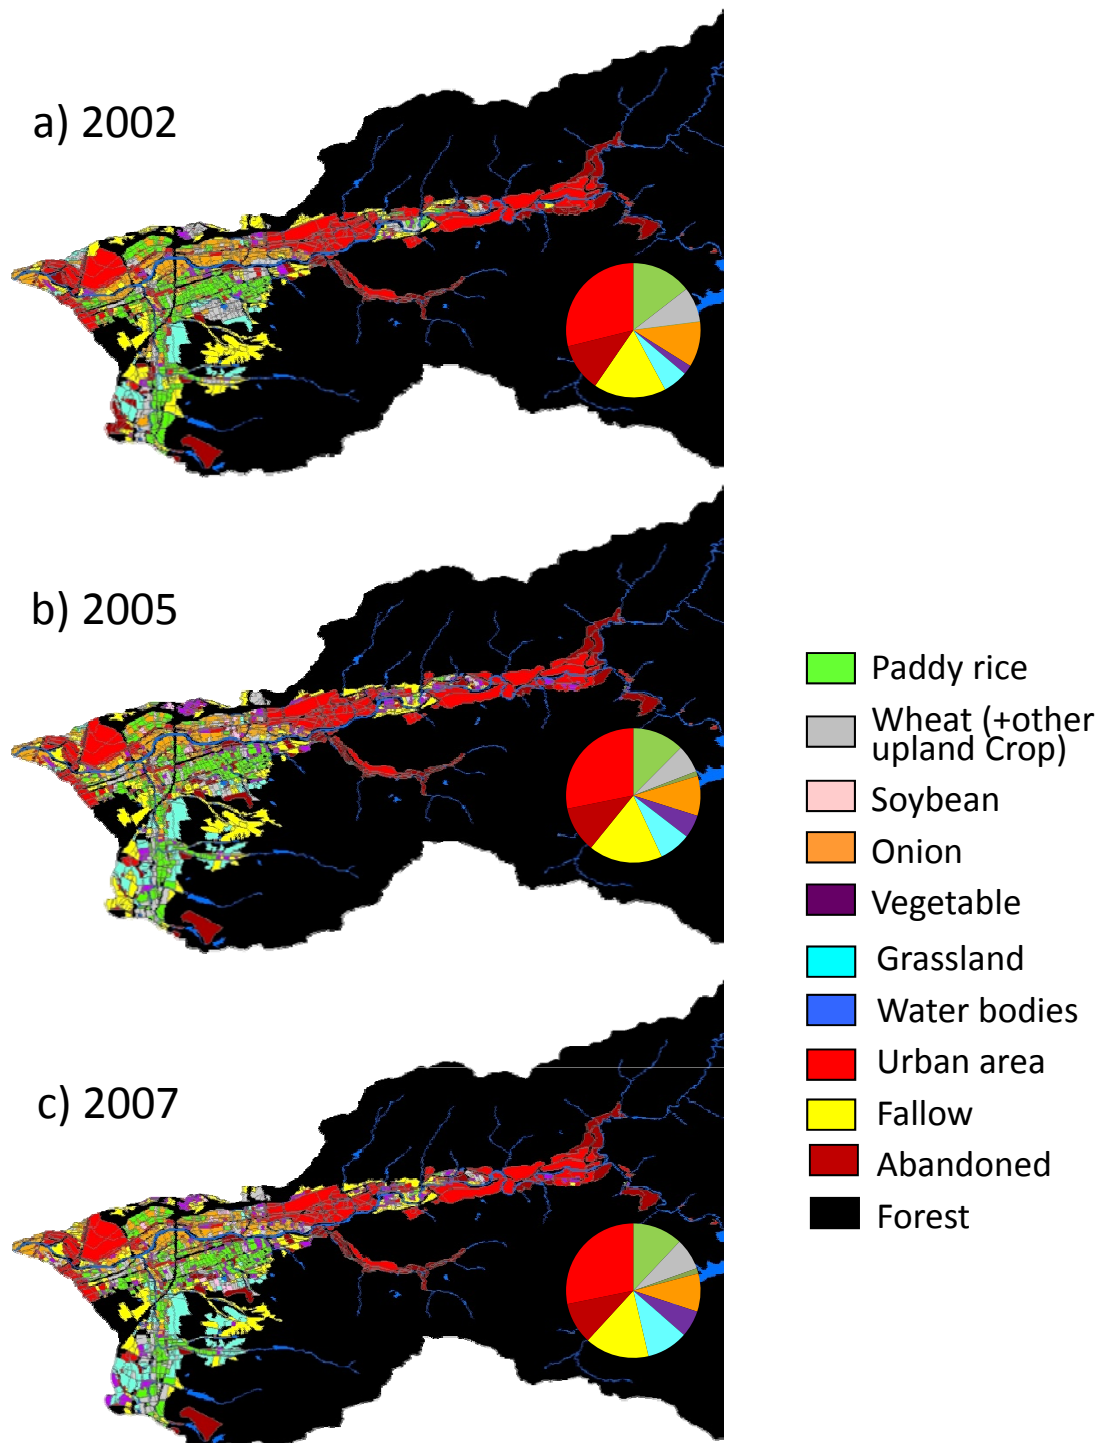 a) 2002
b) 2005
c) 2007
Paddy rice
Wheat (+other
upland Crop)
Soybean
Onion
Vegetable
Grassland
Water bodies
Urban area
Fallow
Abandoned
Forest